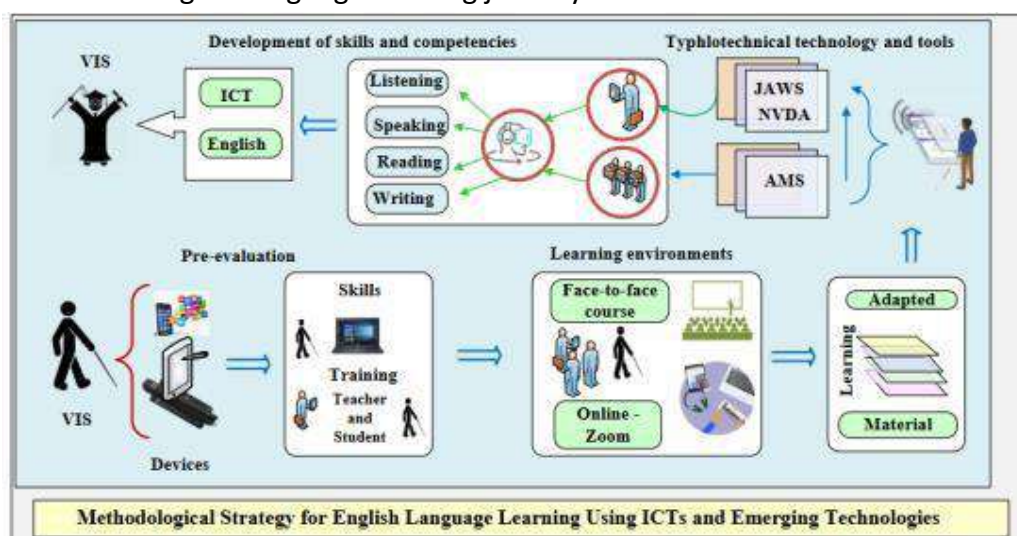 Development of skills and competencies
Typhlotechnical technology and tools
VIS
ICT
English
Listening
Speaking
Reading
Writing
JAWS
NVDA
AMS
Pre-evaluation
Learning environments
VIS
Devices
Skills
Training
Teacher
and
Student
Face-to-face
course
Online -
Zoom
Adapted
Learning
Material
Methodological Strategy for English Language Learning Using ICTs and Emerging Technologies